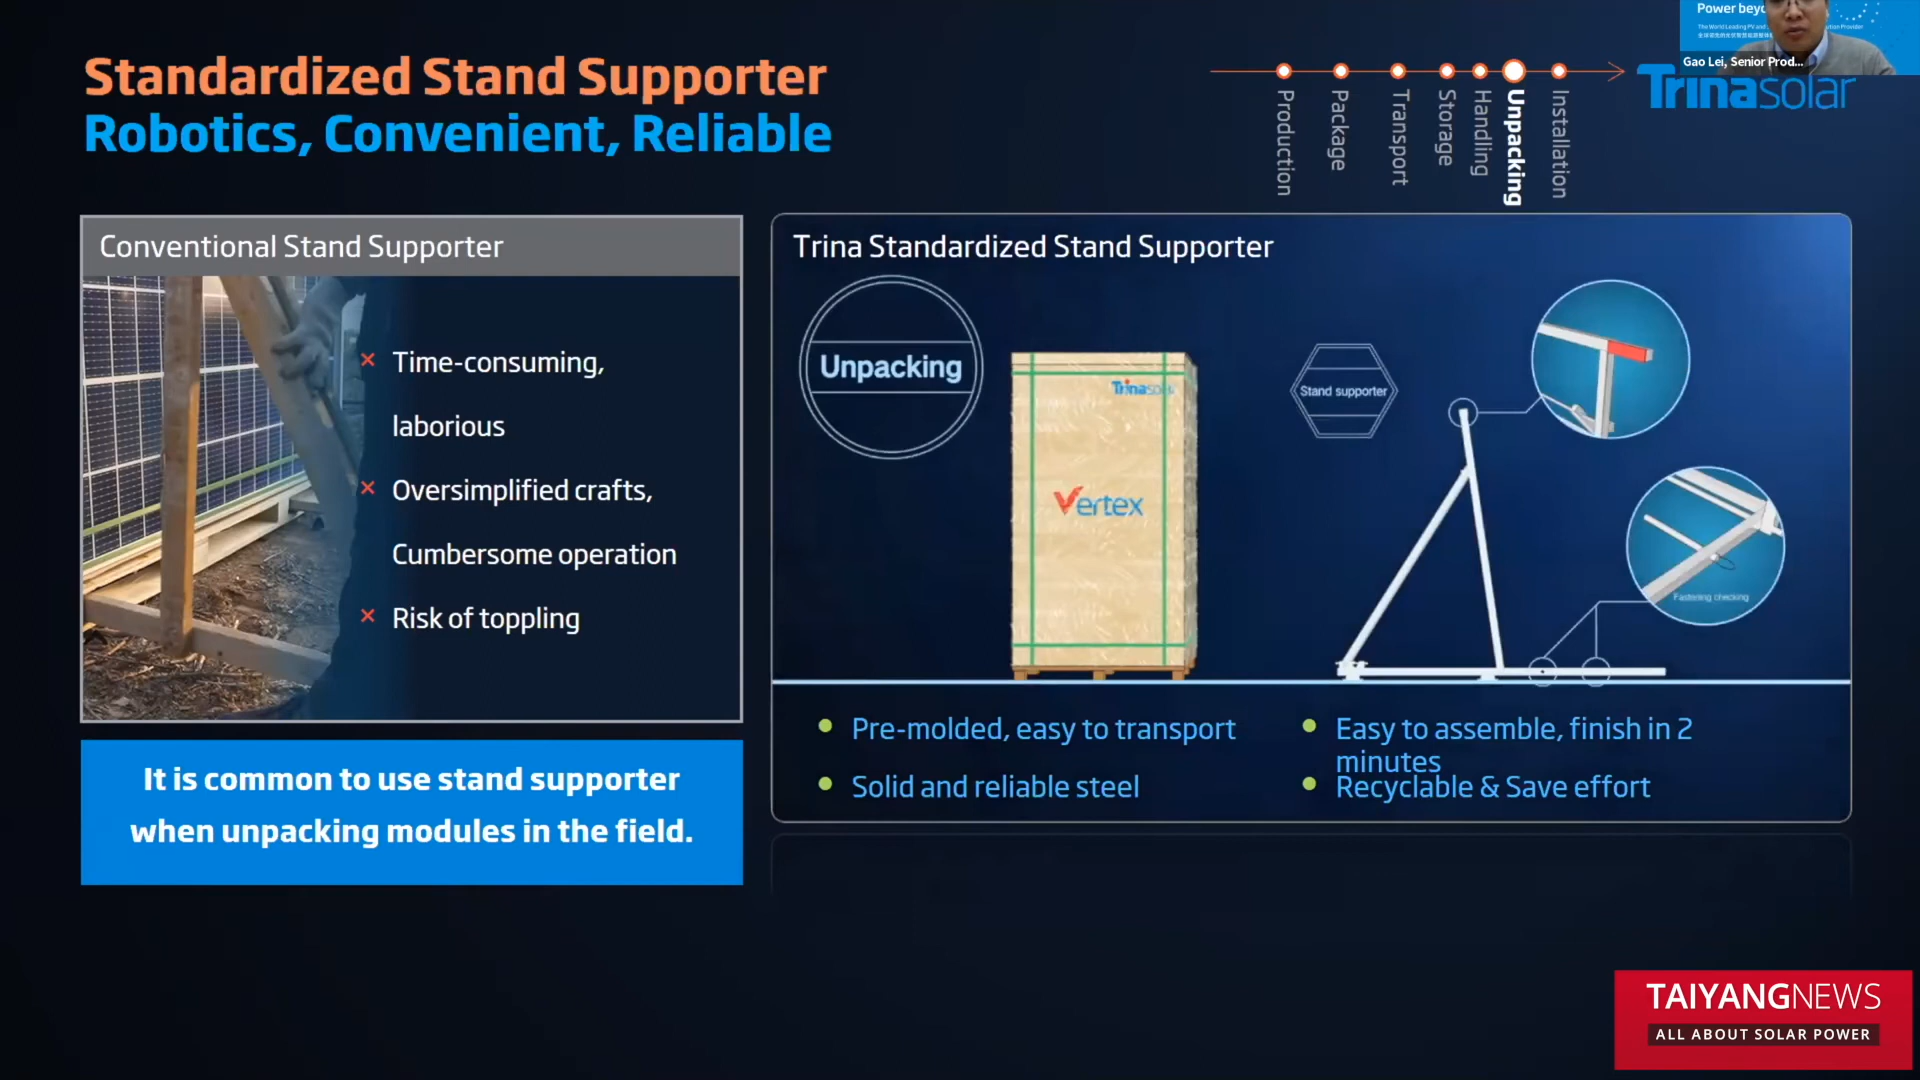 Standardized Stand Supporter
Robotics, Convenient, Reliable
Production
Package
Transport
Storage
Handling
Unpacking
Installation
Trinasolar
Gao Lei, Senior Prod...
Conventional Stand Supporter
× Time-consuming,
laborious
× Oversimplified crafts,
Cumbersome operation
× Risk of toppling
It is common to use stand supporter
when unpacking modules in the field.
Trina Standardized Stand Supporter
Unpacking
Trinasolar
Vertex
Stand supporter
Fastening checking
• Pre-molded, easy to transport
• Solid and reliable steel
• Easy to assemble, finish in 2
minutes
• Recyclable & Save effort
TAIYANGNEWS
ALL ABOUT SOLAR POWER